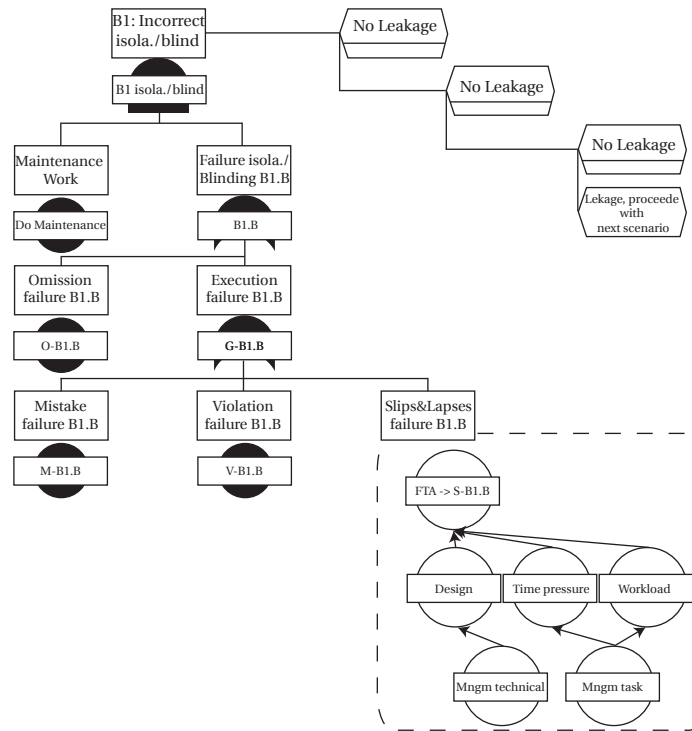 B1: Incorrect
isola./blind
No Leakage
B1 isola./blind
No Leakage
No Leakage
Maintenance
Work
Failure isola./
Blinding B1.B
Lekage, proceede
with
next scenario
Do Maintenance
B1.B
Omission
failure B1.B
Execution
failure B1.B
O-B1.B
G-B1.B
Mistake
failure B1.B
Violation
failure B1.B
Slips&Lapses
failure B1.B
M-B1.B
V-B1.B
FTA -> S-B1.B
Design
Time pressure
Workload
Mngm technical
Mngm task